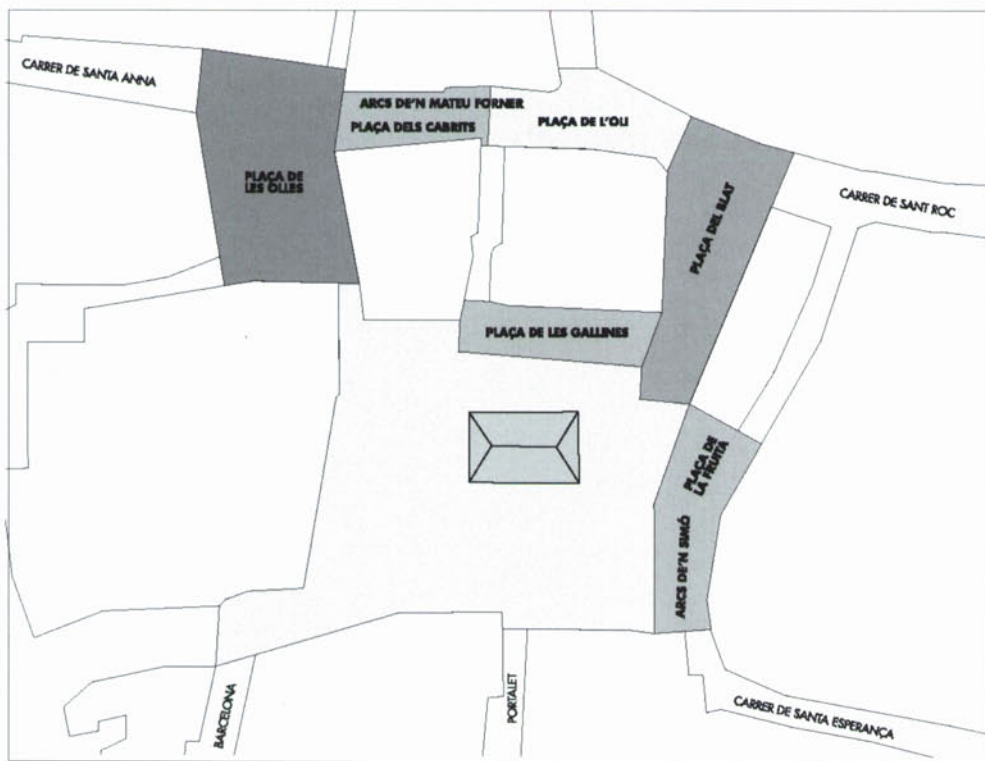 CARRER DE SANTA ANNA
ARCS DE'N MATEU FORNER
PLAÇA DELS CABRITS
PLAÇA DE L'OLI
PLAÇA DE
LES OLLES
PLAÇA DEL BLAT
CARRER DE SANT ROC
PLAÇA DE LES GALLINES
PLAÇA DE
LA FRUITA
ARCS DE'N SIMÓ
BARCELONA
PORTALET
CARRER DE SANTA ESPERANÇA